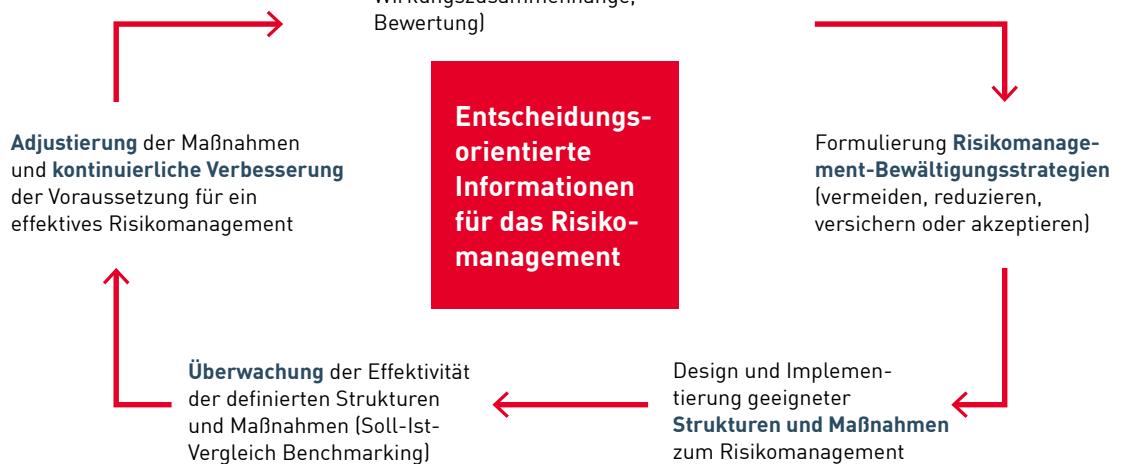 Wirkungszusammenhänge,
Bewertung)
Entscheidungs-
orientierte
Informationen
für das Risiko-
management
Adjustierung der Maßnahmen
und kontinuierliche Verbesserung
der Voraussetzung für ein
effektives Risikomanagement
Formulierung Risikomanage-
ment-Bewältigungsstrategien
(vermeiden, reduzieren,
versichern oder akzeptieren)
Überwachung der Effektivität
der definierten Strukturen
und Maßnahmen (Soll-Ist-
Vergleich Benchmarking)
Design und Implemen-
tierung geeigneter
Strukturen und Maßnahmen
zum Risikomanagement